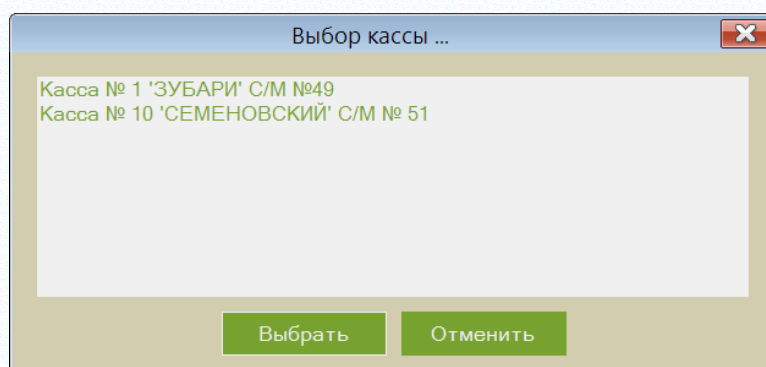 Выбор кассы ...
Касса № 1 'ЗУБАРИ' С/М №49
Касса № 10 'СЕМЕНОВСКИЙ' С/М № 51
Выбрать
Отменить